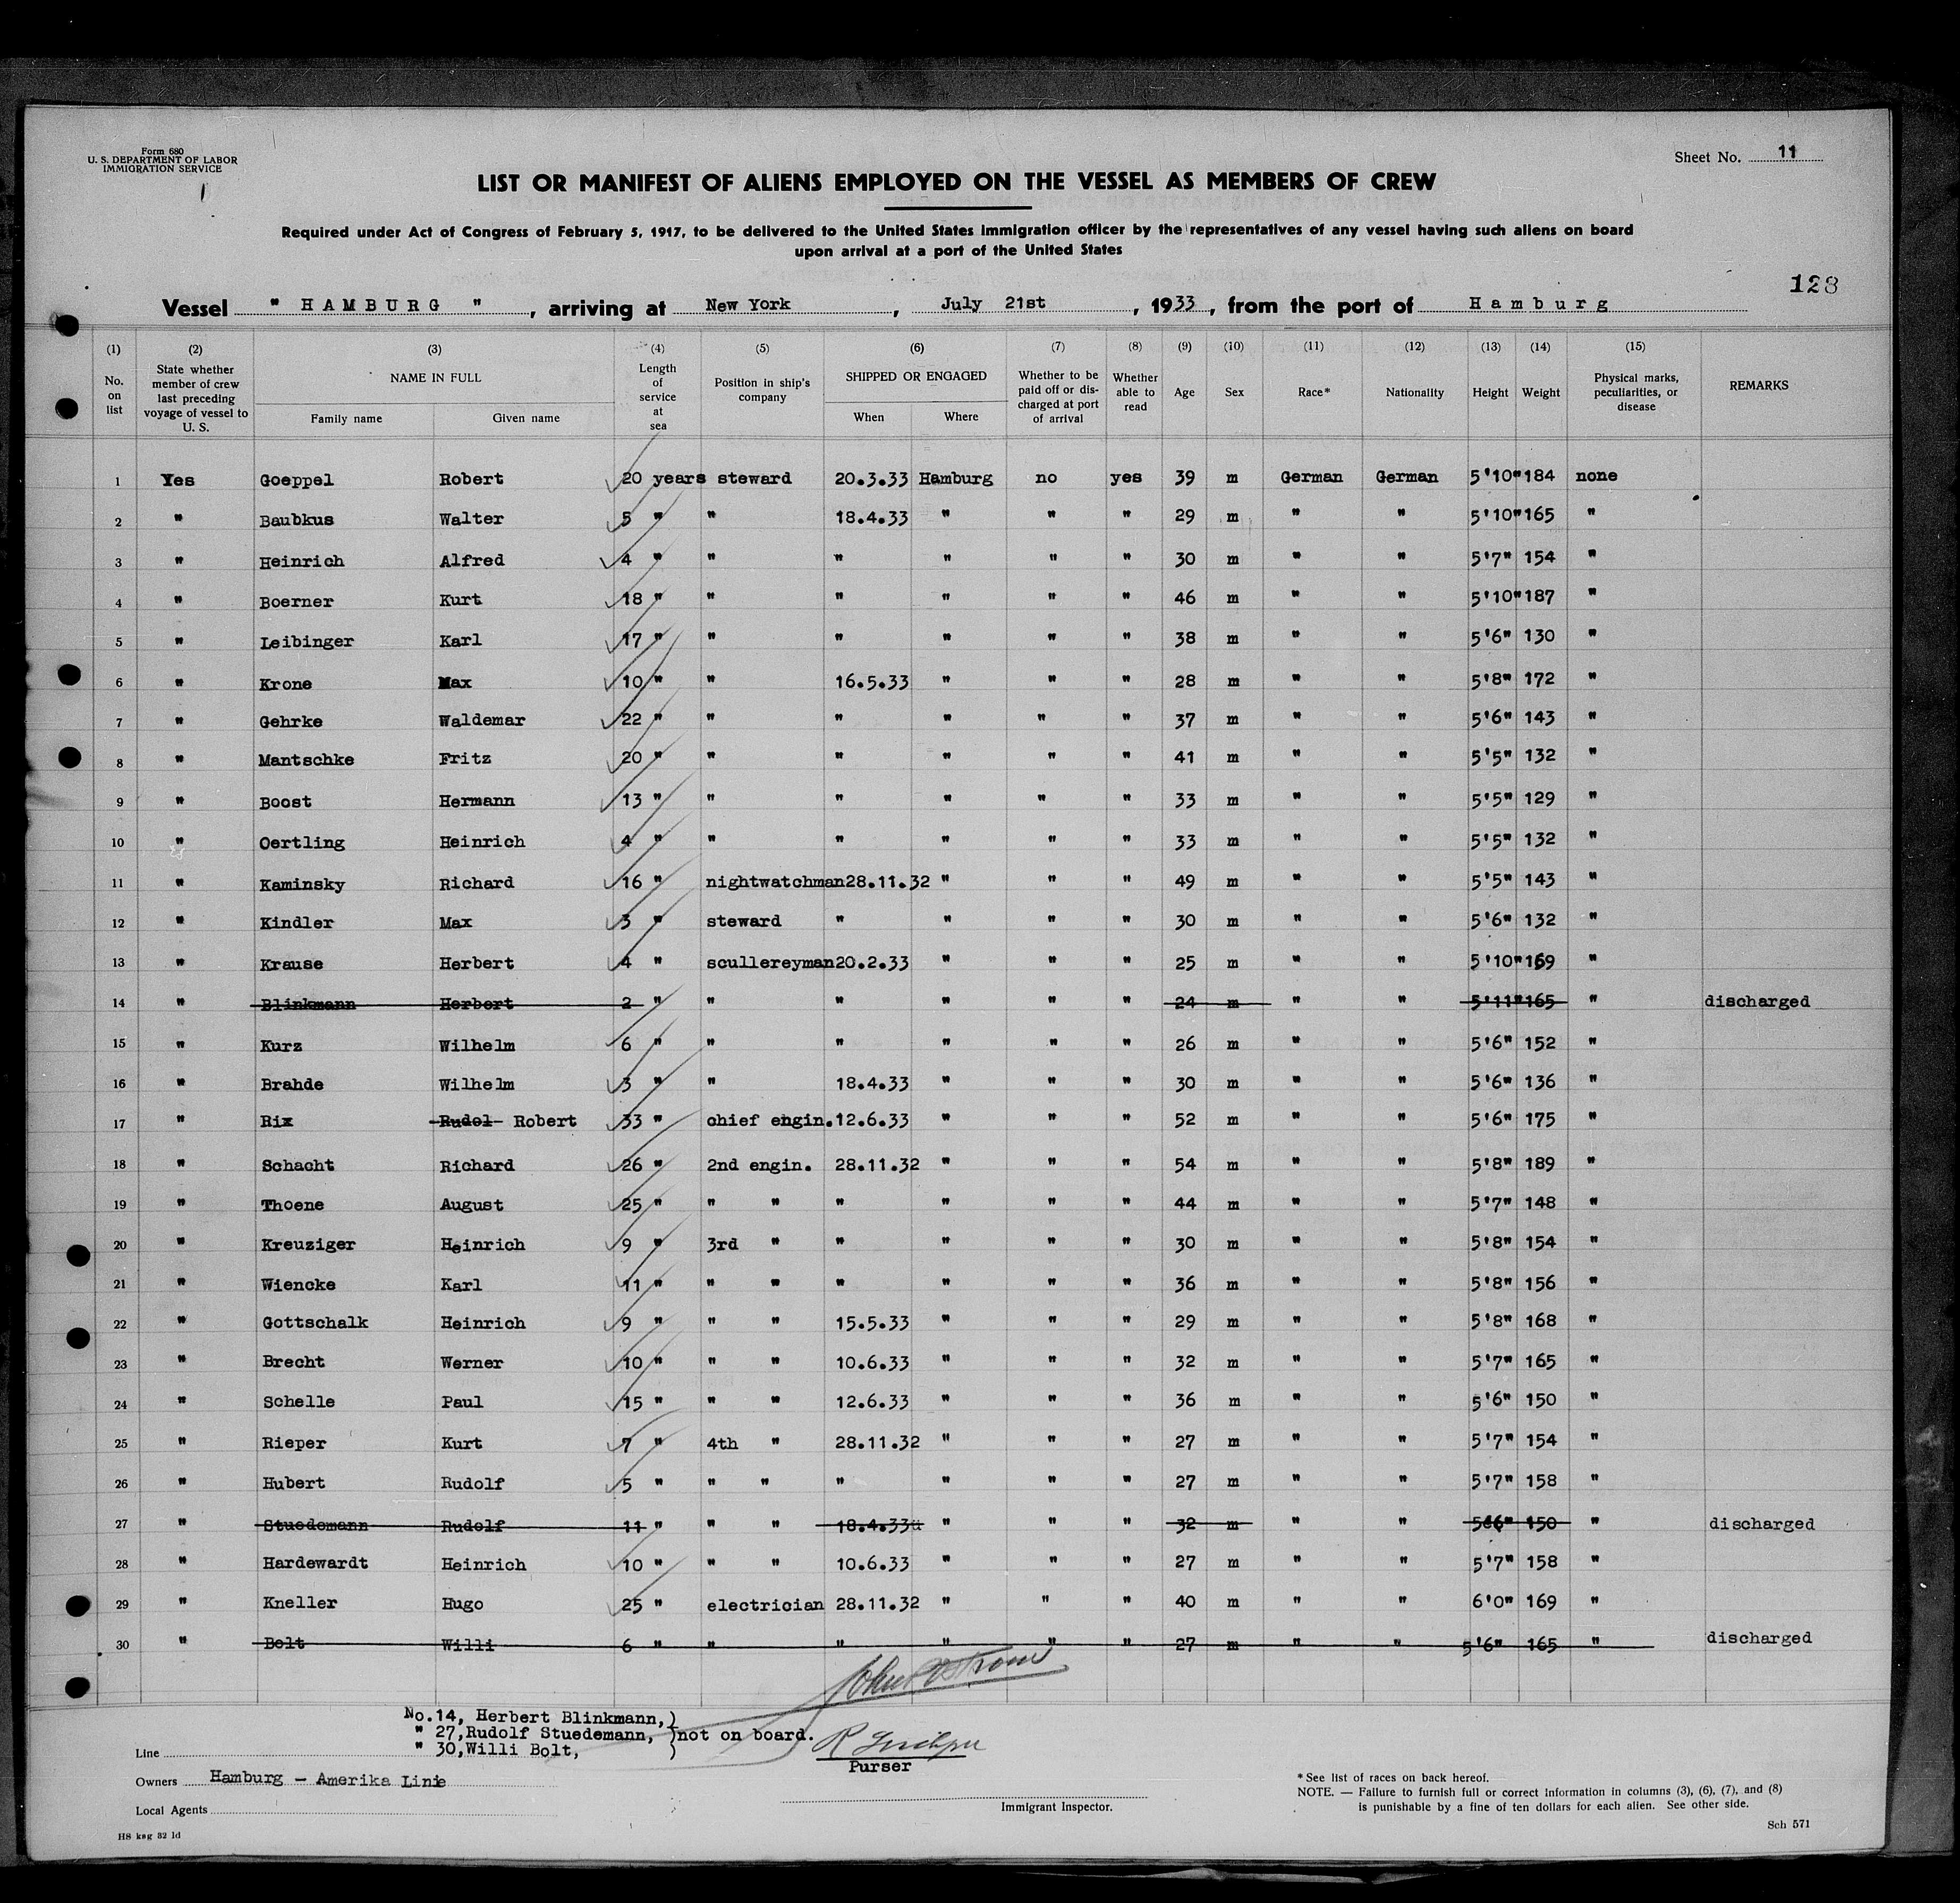 Form 680
U. S. DEPARTMENT OF LABOR
IMMIGRATION SERVICE
Sheet No. 11
LIST OR MANIFEST OF ALIENS EMPLOYED ON THE VESSEL AS MEMBERS OF CREW
Required under Act of Congress of February 5, 1917, to be delivered to the United States Immigration officer by the representatives of any vessel having such aliens on board
upon arrival at a port of the United States
128
Vessel " HAMBURG ", arriving at New York, July 21st, 1933, from the port of Hamburg
(1) (2) (3) (4) (5) (6) (7) (8) (9) (10) (11) (12) (13) (14) (15)
No. on list State whether member of crew last preceding voyage of vessel to U. S. NAME IN FULL Family name Given name Length of service at sea Position in ship's company SHIPPED OR ENGAGED When Where Whether to be paid off or discharged at port of arrival Whether able to read Age Sex Race* Nationality Height Weight Physical marks, peculiarities, or disease REMARKS
1 Yes Goeppel Robert 20 years steward 20.3.33 Hamburg no yes 39 m German German 5'10" 184 none
2 " Baubkus Walter 5 " " 18.4.33 " " " 29 m " " 5'10" 165 "
3 " Heinrich Alfred 4 " " " " " " 30 m " " 5'7" 154 "
4 " Boerner Kurt 18 " " " " " " 46 m " " 5'10" 187 "
5 " Leibinger Karl 17 " " " " " " 38 m " " 5'6" 130 "
6 " Krone Max 10 " " 16.5.33 " " " 28 m " " 5'8" 172 "
7 " Gehrke Waldemar 22 " " " " " " 37 m " " 5'6" 143 "
8 " Mantschke Fritz 20 " " " " " " 41 m " " 5'5" 132 "
9 " Boost Hermann 13 " " " " " " 33 m " " 5'5" 129 "
10 " Oertling Heinrich 4 " " " " " " 33 m " " 5'5" 132 "
11 " Kaminsky Richard 16 " nightwatchman 28.11.32 " " " 49 m " " 5'5" 143 "
12 " Kindler Max 3 " steward " " " " 30 m " " 5'6" 132 "
13 " Krause Herbert 4 " scullereyman 20.2.33 " " " 25 m " " 5'10" 169 "
14 " Blinkmann Herbert 2 " " " " " " 24 m " " 5'11" 165 " discharged
15 " Kurz Wilhelm 6 " " " " " " 26 m " " 5'6" 152 "
16 " Brahde Wilhelm 3 " " 18.4.33 " " " 30 m " " 5'6" 136 "
17 " Rix Rudol Robert 33 " chief engin. 12.6.33 " " " 52 m " " 5'6" 175 "
18 " Schacht Richard 26 " 2nd engin. 28.11.32 " " " 54 m " " 5'8" 189 "
19 " Thoene August 25 " " " " " " " 44 m " " 5'7" 148 "
20 " Kreuziger Heinrich 9 " 3rd " " " " " 30 m " " 5'8" 154 "
21 " Wiencke Karl 11 " " " " " " " 36 m " " 5'8" 156 "
22 " Gottschalk Heinrich 9 " " " 15.5.33 " " " 29 m " " 5'8" 168 "
23 " Brecht Werner 10 " " " 10.6.33 " " " 32 m " " 5'7" 165 "
24 " Schelle Paul 15 " " " 12.6.33 " " " 36 m " " 5'6" 150 "
25 " Rieper Kurt 7 " 4th " 28.11.32 " " " 27 m " " 5'7" 154 "
26 " Hubert Rudolf 5 " " " " " " " 27 m " " 5'7" 158 "
27 " Stuedemann Rudolf 11 " " " 18.4.33 " " " 32 m " " 5'6" 150 " discharged
28 " Hardewardt Heinrich 10 " " " 10.6.33 " " " 27 m " " 5'7" 158 "
29 " Kneller Hugo 25 " electrician 28.11.32 " " " 40 m " " 6'0" 169 "
30 " Bolt Willi 6 " " " " " " 27 m " " 5'6" 165 " discharged
No.14, Herbert Blinkmann,)
" 27, Rudolf Stuedemann, )not on board.
" 30, Willi Bolt, )
Line
Purser
Owners Hamburg - Amerika Linie
Local Agents
Immigrant Inspector.
* See list of races on back hereof.
NOTE. — Failure to furnish full or correct information in columns (3), (6), (7), and (8)
is punishable by a fine of ten dollars for each alien. See other side.
H8 kng 32 1d
Sch 571